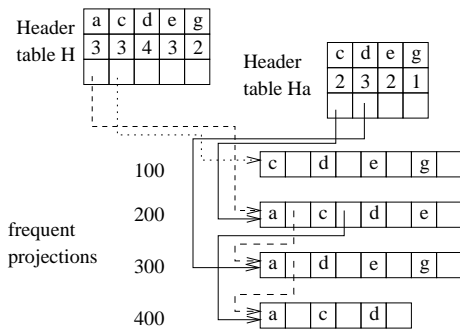 Header
table H
a c d e g
3 3 4 3 2
Header
table Ha
c d e g
2 3 2 1
100
c d e g
200
a c d e
frequent
projections
300
a d e g
400
a c d